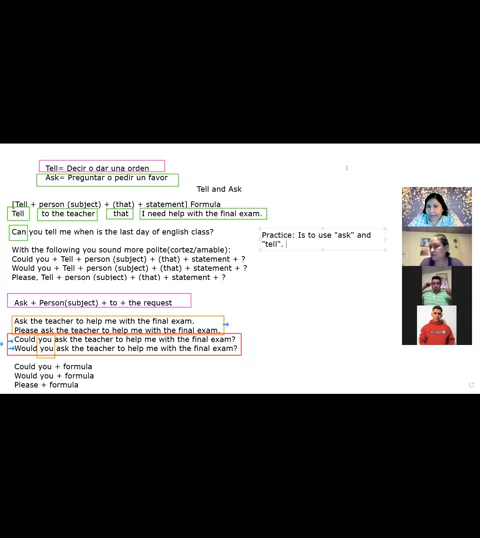 Tell= Decir o dar una orden
Ask= Preguntar o pedir un favor
Tell and Ask
[Tell + person (subject) + (that) + statement] Formula
Tell to the teacher that I need help with the final exam.
Can you tell me when is the last day of english class?
Practice: Is to use "ask" and
"tell".
With the following you sound more polite(cortez/amable):
Could you + Tell + person (subject) + (that) + statement + ?
Would you + Tell + person (subject) + (that) + statement + ?
Please, Tell + person (subject) + (that) + statement + ?
Ask + Person(subject) + to + the request
Ask the teacher to help me with the final exam.
Please ask the teacher to help me with the final exam.
Could you ask the teacher to help me with the final exam?
Would you ask the teacher to help me with the final exam?
Could you + formula
Would you + formula
Please + formula